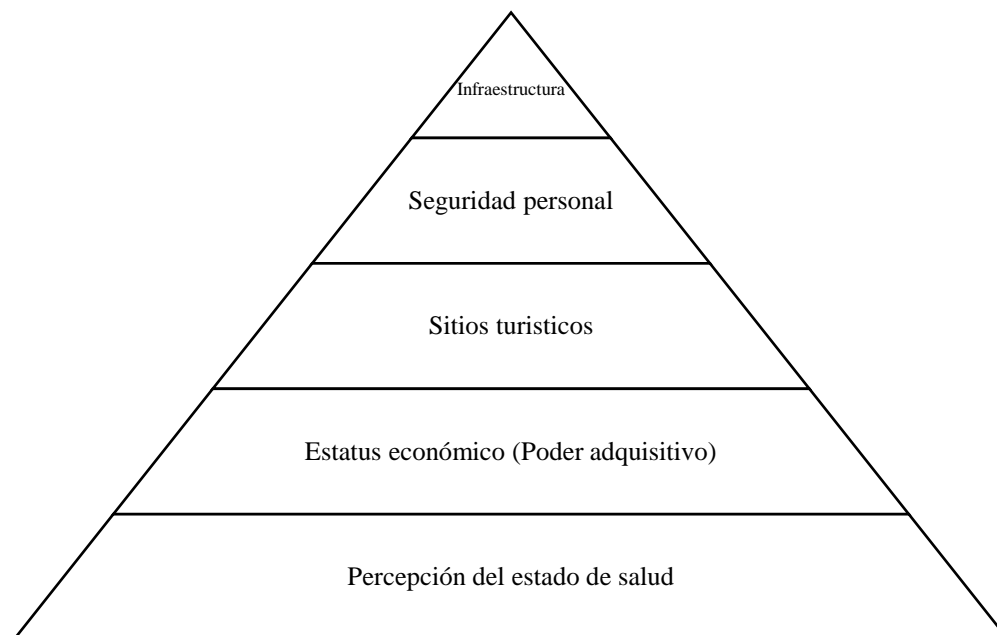 Infraestructura
Seguridad personal
Sitios turisticos
Estatus económico (Poder adquisitivo)
Percepción del estado de salud